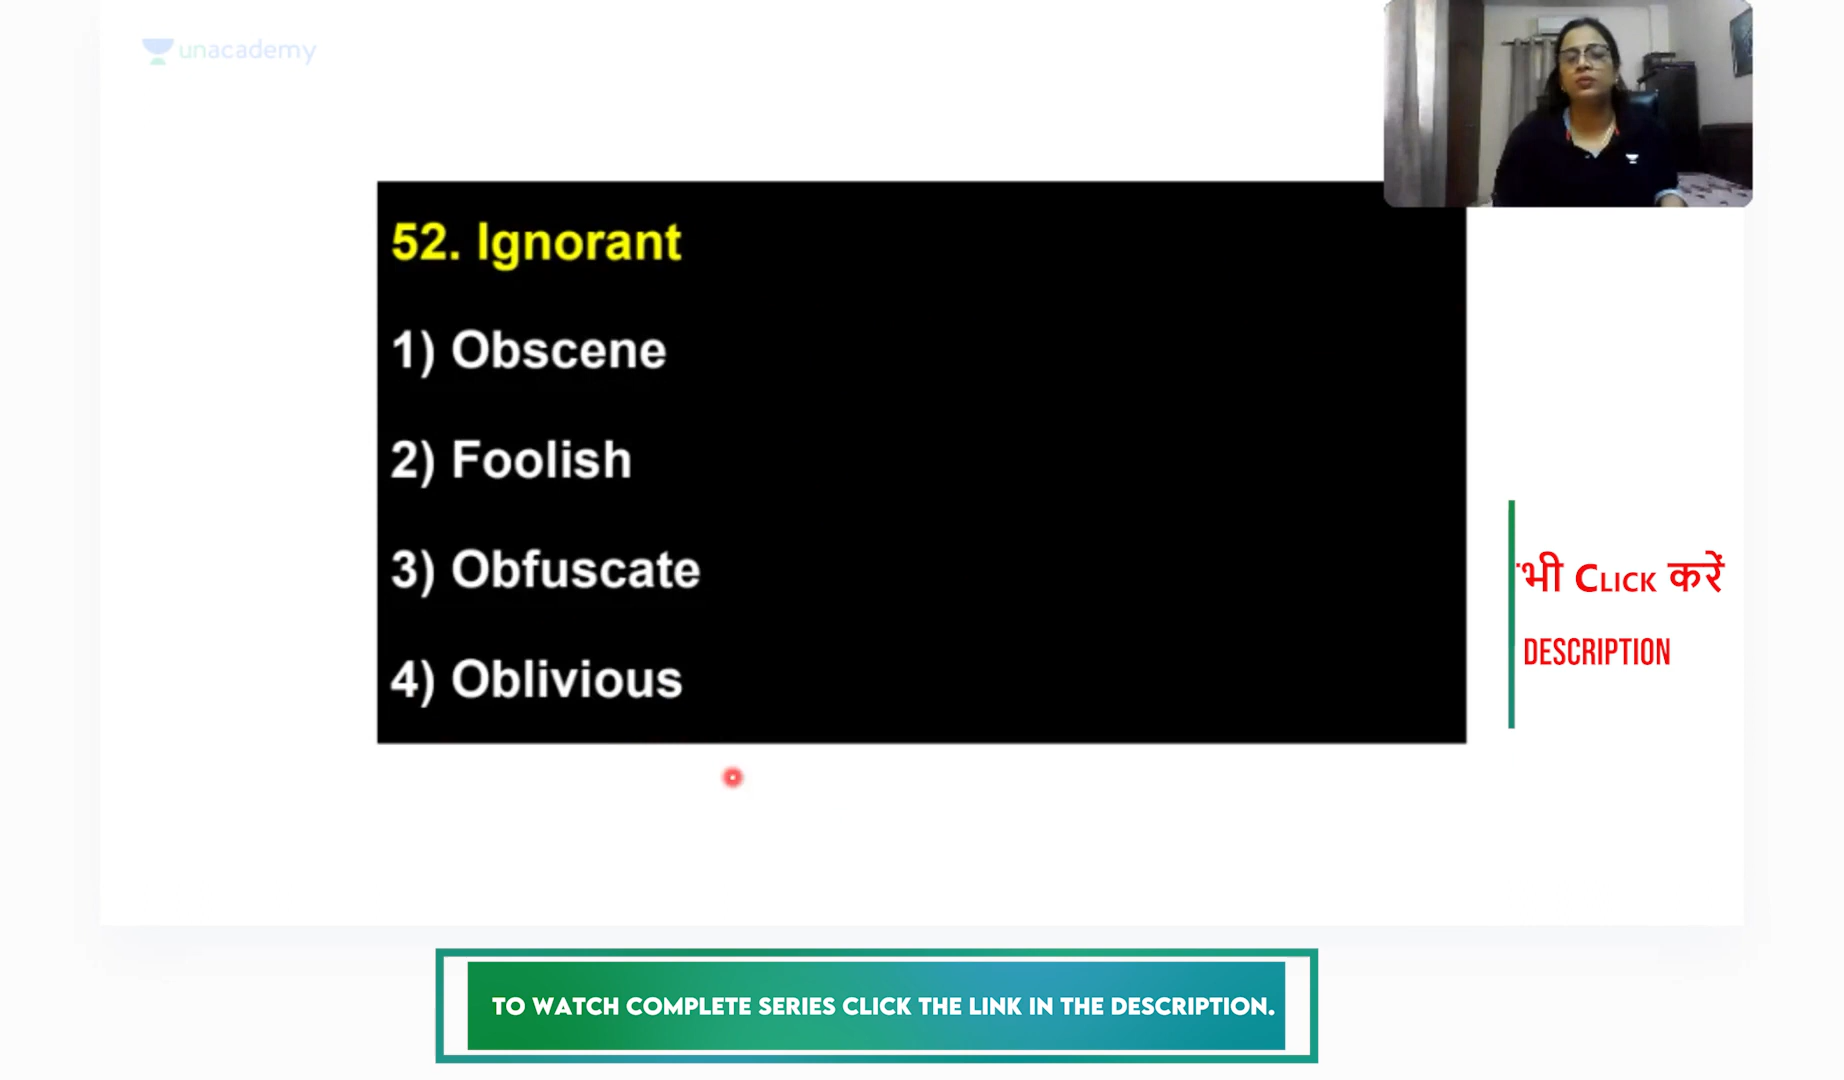 unacademy
52. Ignorant
1) Obscene
2) Foolish
3) Obfuscate
4) Oblivious
भी CLICK करें
DESCRIPTION
TO WATCH COMPLETE SERIES CLICK THE LINK IN THE DESCRIPTION.